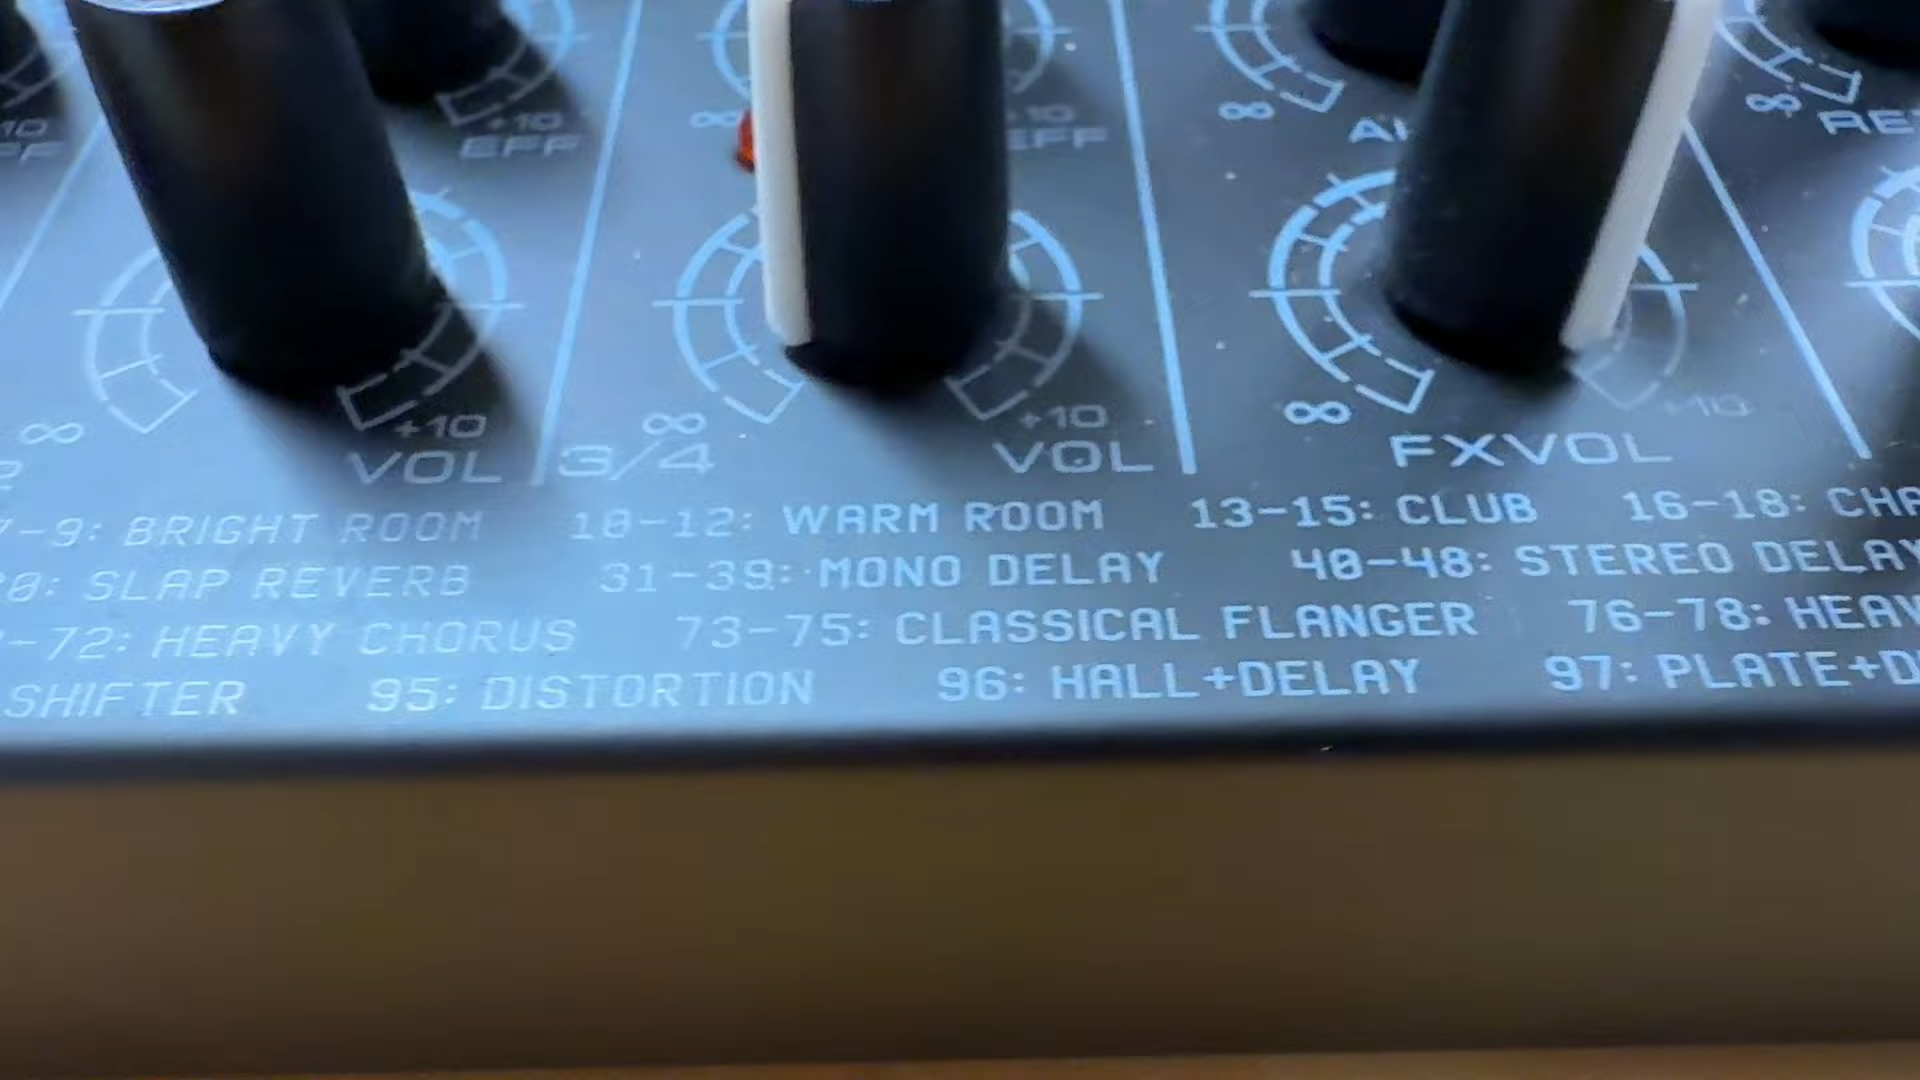 +10 ∞ +10 ∞ ∞
EFF EFF
∞ +10 ∞ +10 ∞ +10
VOL 3/4 VOL FXVOL
-9: BRIGHT ROOM 10-12: WARM ROOM 13-15: CLUB 16-18:
SLAP REVERB 31-39: MONO DELAY 40-48: STEREO DELAY
-72: HEAVY CHORUS 73-75: CLASSICAL FLANGER 76-78:
SHIFTER 95: DISTORTION 96: HALL+DELAY 97: PLATE+